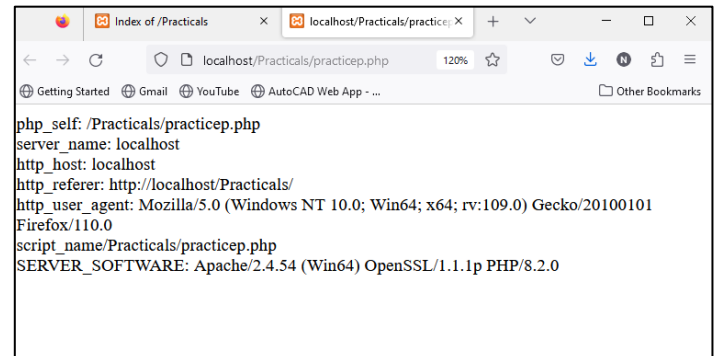 Index of /Practicals
localhost/Practicals/practicep
localhost/Practicals/practicep.php
120%
N
Getting Started
Gmail
YouTube
AutoCAD Web App - ...
Other Bookmarks
php_self: /Practicals/practicep.php
server_name: localhost
http_host: localhost
http_referer: http://localhost/Practicals/
http_user_agent: Mozilla/5.0 (Windows NT 10.0; Win64; x64; rv:109.0) Gecko/20100101
Firefox/110.0
script_name/Practicals/practicep.php
SERVER_SOFTWARE: Apache/2.4.54 (Win64) OpenSSL/1.1.1p PHP/8.2.0